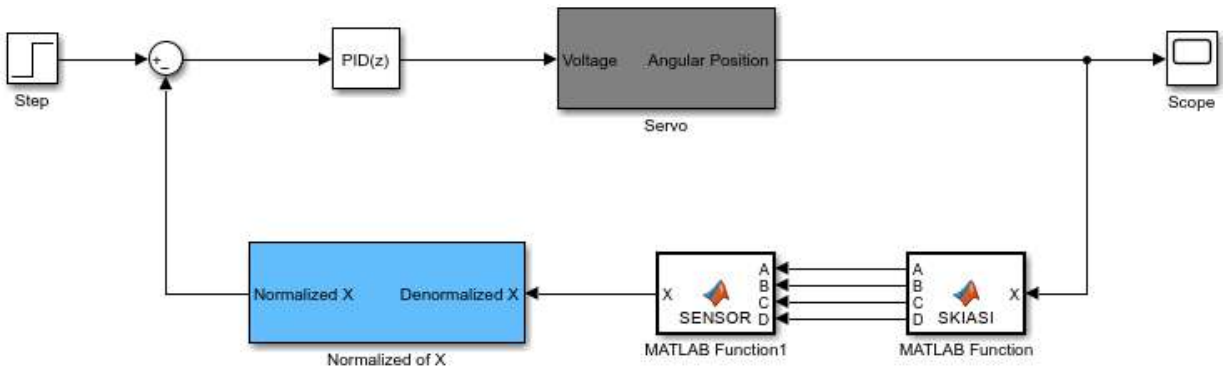 +
−
PID(z)
Voltage Angular Position
Step
Scope
Servo
A A
B B
Normalized X Denormalized X X C C X
SENSOR D SKIASI D
MATLAB Function1 MATLAB Function
Normalized of X